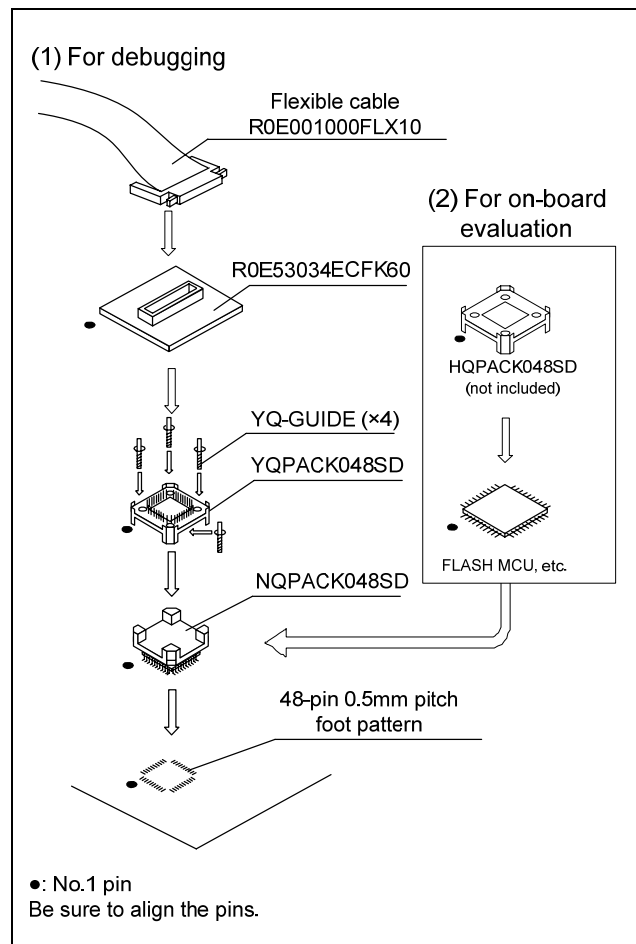 (1) For debugging
Flexible cable
R0E001000FLX10
R0E53034ECFK60
YQ-GUIDE (×4)
YQPACK048SD
NQPACK048SD
48-pin 0.5mm pitch
foot pattern
(2) For on-board
evaluation
HQPACK048SD
(not included)
FLASH MCU, etc.
●: No.1 pin
Be sure to align the pins.